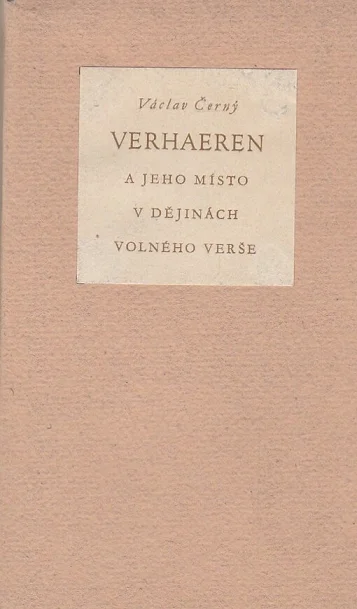 Václav Černý
VERHAEREN
A JEHO MÍSTO
V DĚJINÁCH
VOLNÉHO VERŠE